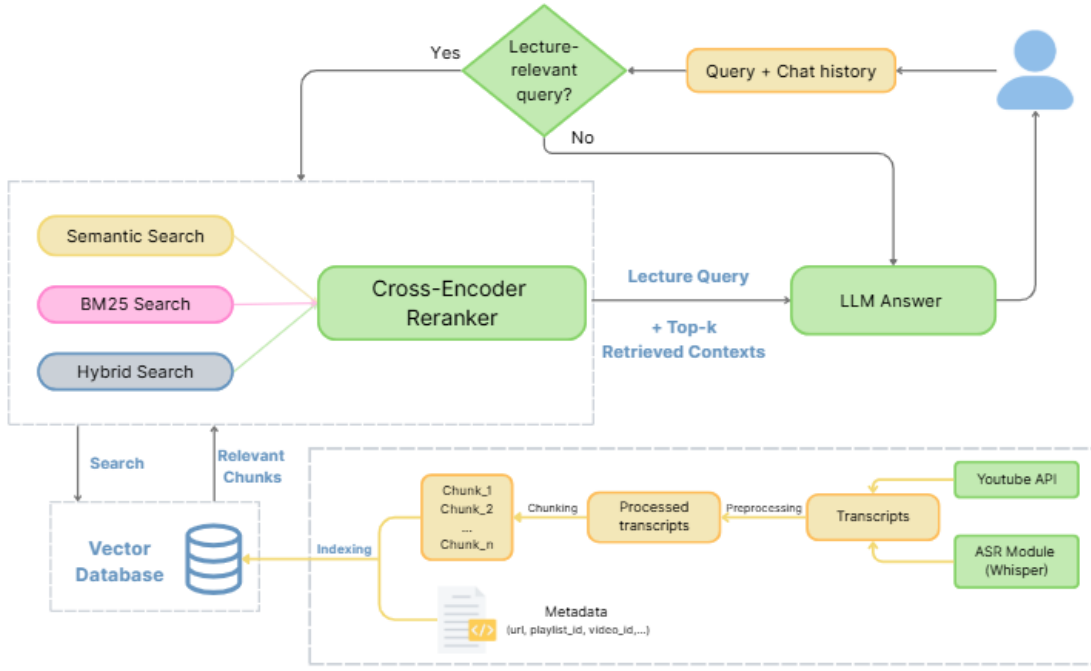 Yes
Lecture-
relevant
query?
Query + Chat history
No
Semantic Search
BM25 Search
Hybrid Search
Cross-Encoder
Reranker
Lecture Query
+ Top-k
Retrieved Contexts
LLM Answer
Search
Relevant
Chunks
Vector
Database
Indexing
Chunk_1
Chunk_2
...
Chunk_n
Chunking
Processed
transcripts
Preprocessing
Transcripts
Youtube API
ASR Module
(Whisper)
Metadata
(url, playlist_id, video_id,...)